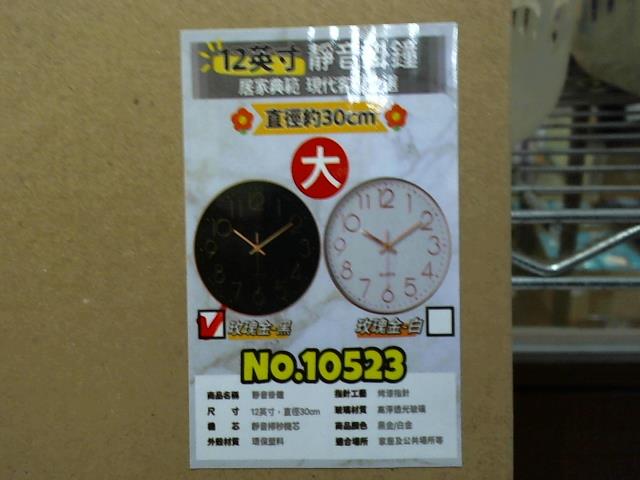 12英寸 靜音掛鐘
居家典範 現代客
直徑約30cm
大
玫瑰金-黑 玫瑰金-白
NO.10523
商品名稱 靜音掛鐘 指針工藝 烤漆指針
尺寸 12英寸，直徑30cm 玻璃材質 高淨透光玻璃
機芯 靜音掃秒機芯 商品顏色 黑金/白金
外殼材質 環保塑料 適合場所 家居及公共場所等